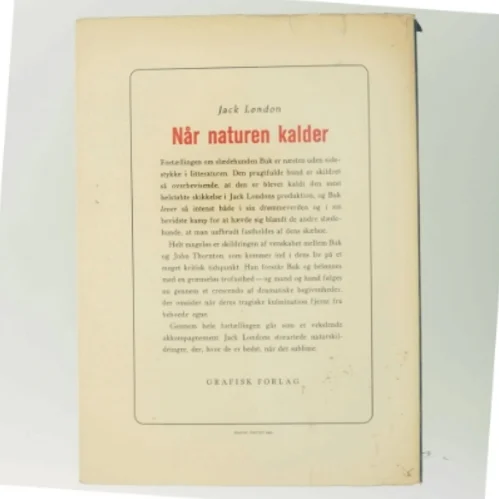 Jack London
Når naturen kalder
Fortællingen om slædehunden Buk er næsten uden side-
stykke i litteraturen. Den pragtfulde hund er skildret
så overbevisende, at den er blevet kaldt den mest
helstøbte skikkelse i Jack Londons produktion, og Buk
lever så intenst både i sin drømmeverden og i sin
bevidste kamp for at hævde sig blandt de andre slæde-
hunde, at man uafbrudt fastholdes af dens skæbne.
Helt mageløs er skildringen af venskabet mellem Buk
og John Thornton, som kommer ind i dens liv på et
meget kritisk tidspunkt. Han forstår Buk og belønnes
med en grænseløs trofasthed — og mand og hund følges
nu gennem et crescendo af dramatiske begivenheder,
der ender når deres tragiske kulmination fjernt fra
beboede egne.
Gennem hele fortællingen går som et vekslende
akkompagnement Jack Londons storartede naturskil-
dringer, der, hvor de er bedst, når det sublime.
GRAFISK FORLAG